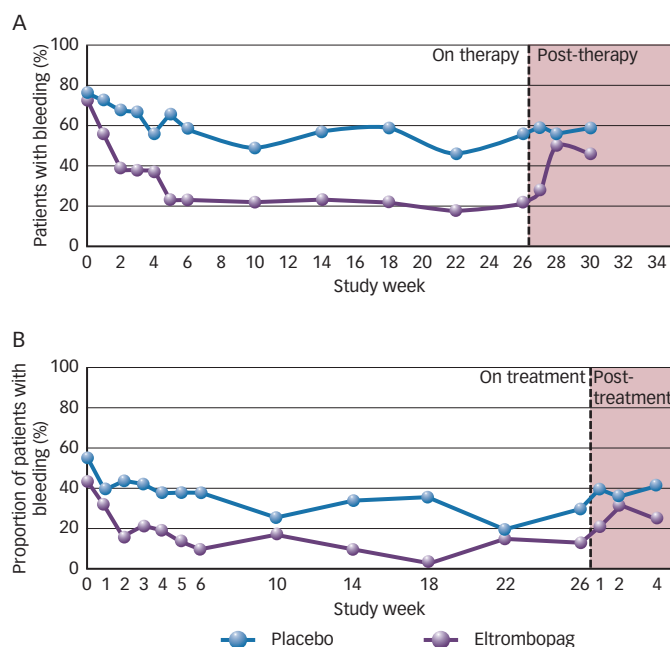 A
Patients with bleeding (%)
100
80
60
40
20
0
On therapy
Post-therapy
0 2 4 6 8 10 12 14 16 18 20 22 24 26 28 30 32 34
Study week
B
Proportion of patients with
bleeding (%)
100
80
60
40
20
0
On treatment
Post-
treatment
0 1 2 3 4 5 6 10 14 18 22 26 1 2 4
Study week
Placebo
Eltrombopag